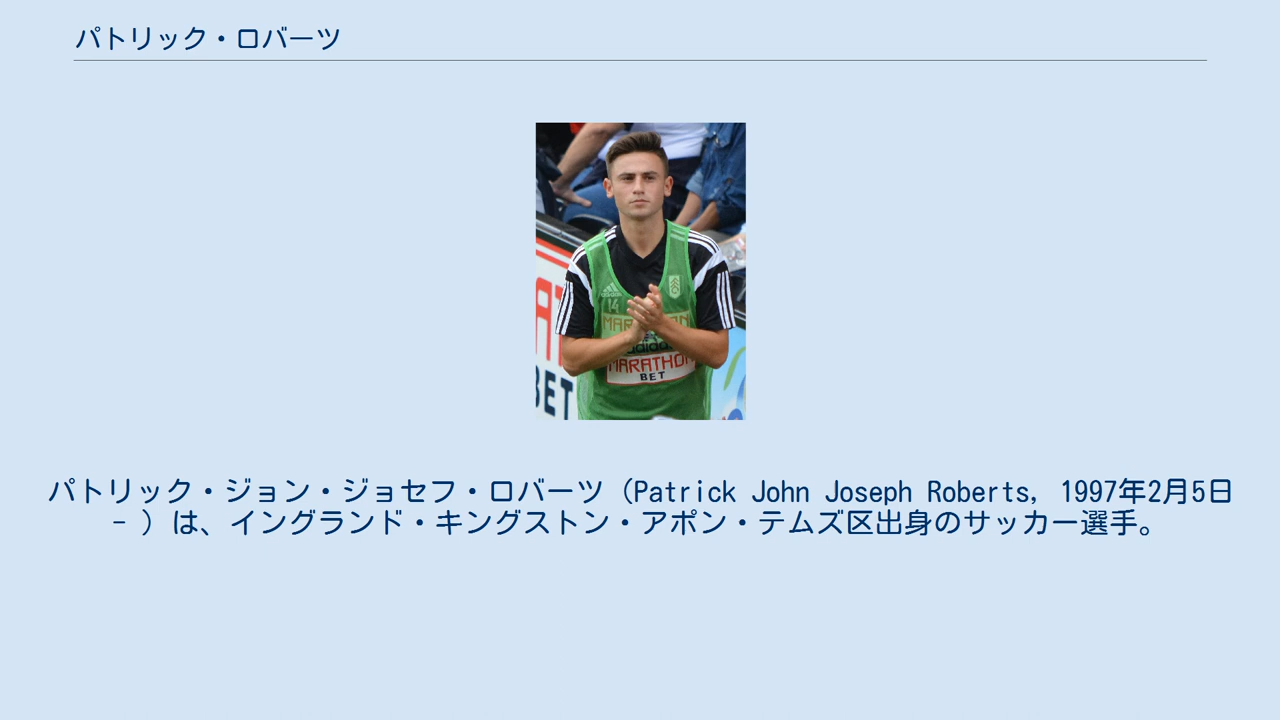 パトリック・ロバーツ
adidas
14
MARATHON
adidas
MARATHON
BET
BET
パトリック・ジョン・ジョセフ・ロバーツ（Patrick John Joseph Roberts, 1997年2月5日
- ）は、イングランド・キングストン・アポン・テムズ区出身のサッカー選手。